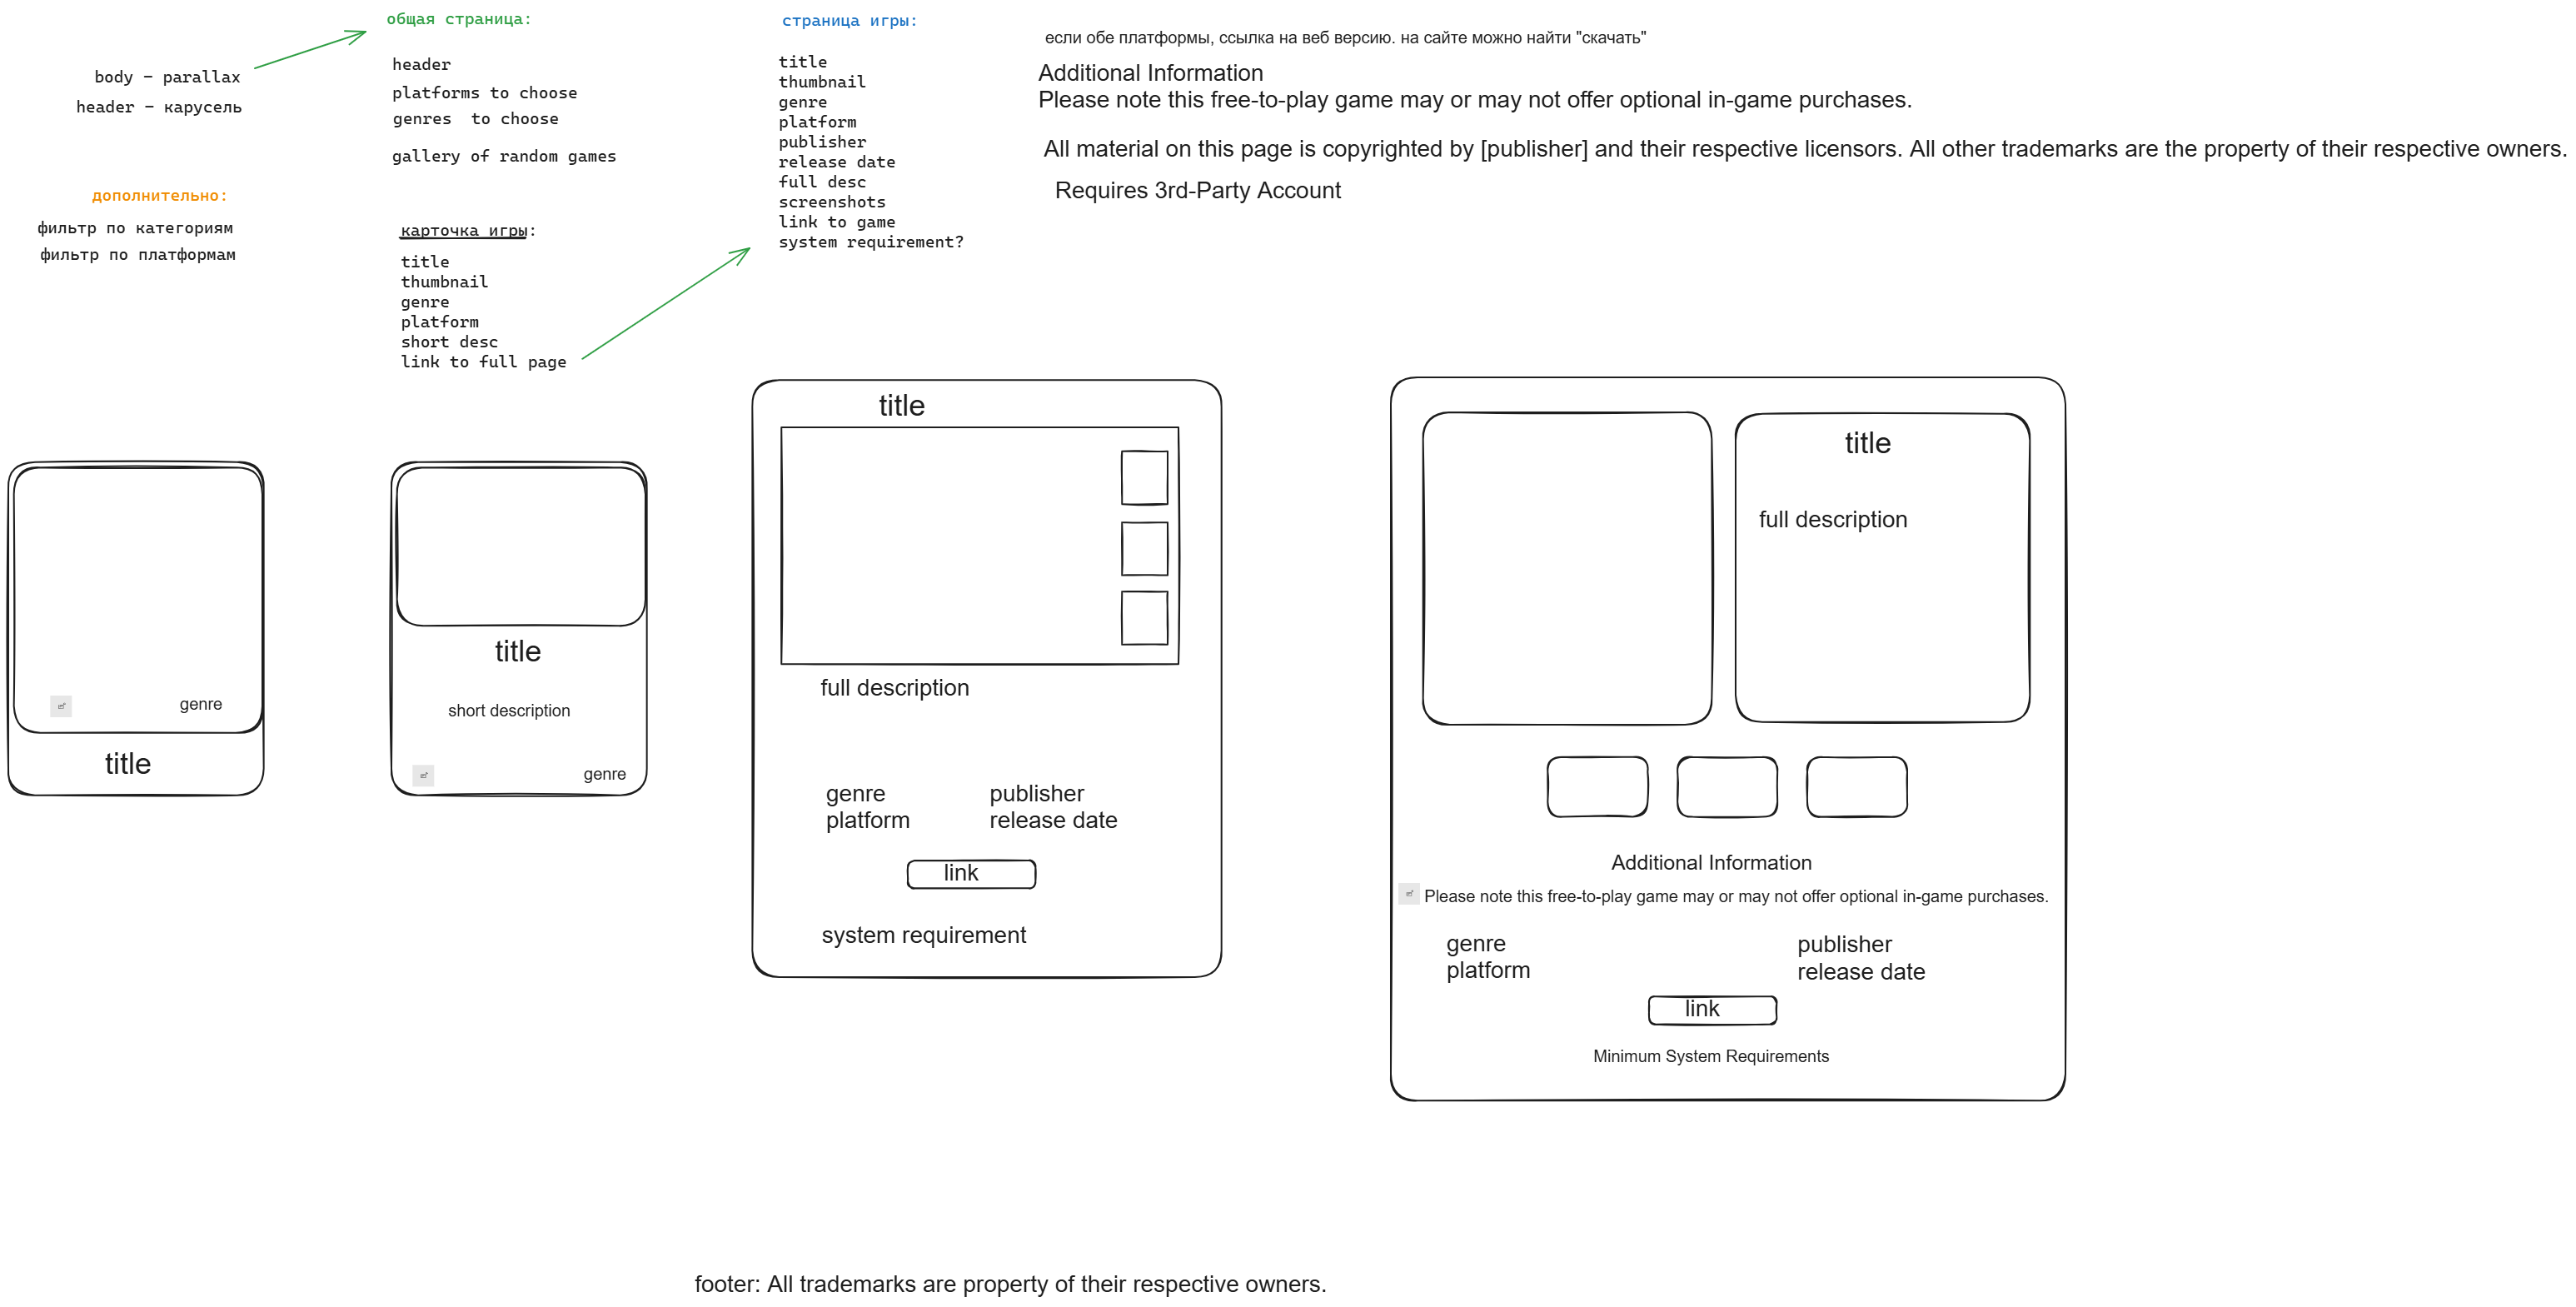 body - parallax
header - карусель
дополнительно:
фильтр по категориям
фильтр по платформам
общая страница:
header
platforms to choose
genres to choose
gallery of random games
карточка игры:
title
thumbnail
genre
platform
short desc
link to full page
страница игры:
title
thumbnail
genre
platform
publisher
release date
full desc
screenshots
link to game
system requirement?
если обе платформы, ссылка на веб версию. на сайте можно найти "скачать"
Additional Information
Please note this free-to-play game may or may not offer optional in-game purchases.
All material on this page is copyrighted by [publisher] and their respective licensors. All other trademarks are the property of their respective owners.
Requires 3rd-Party Account
genre
title
title
short description
genre
title
full description
genre
platform
publisher
release date
link
system requirement
title
full description
Additional Information
Please note this free-to-play game may or may not offer optional in-game purchases.
genre
platform
publisher
release date
link
Minimum System Requirements
footer: All trademarks are property of their respective owners.